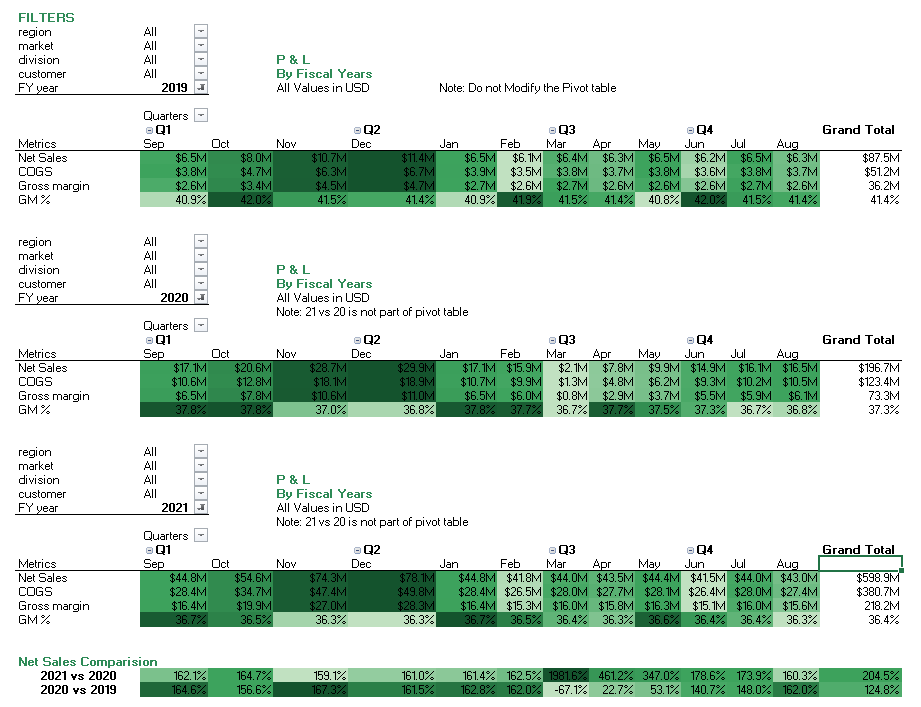 FILTERS
region All
market All
division All P & L
customer All By Fiscal Years
FY year 2019 All Values in USD Note: Do not Modify the Pivot table
Quarters
Q1 Q2 Q3 Q4 Grand Total
Metrics Sep Oct Nov Dec Jan Feb Mar Apr May Jun Jul Aug
Net Sales $6.5M $8.0M $10.7M $11.4M $6.5M $6.1M $6.4M $6.3M $6.5M $6.2M $6.5M $6.3M $87.5M
COGS $3.8M $4.7M $6.3M $6.7M $3.9M $3.5M $3.8M $3.7M $3.8M $3.6M $3.8M $3.7M $51.2M
Gross margin $2.6M $3.4M $4.5M $4.7M $2.7M $2.6M $2.7M $2.6M $2.6M $2.6M $2.7M $2.6M 36.2M
GM % 40.9% 42.0% 41.5% 41.4% 40.9% 41.9% 41.5% 41.4% 40.8% 42.0% 41.5% 41.4% 41.4%
region All
market All
division All P & L
customer All By Fiscal Years
FY year 2020 All Values in USD
Note: 21 vs 20 is not part of pivot table
Quarters
Q1 Q2 Q3 Q4 Grand Total
Metrics Sep Oct Nov Dec Jan Feb Mar Apr May Jun Jul Aug
Net Sales $17.1M $20.6M $28.7M $29.9M $17.1M $15.9M $2.1M $7.8M $9.9M $14.9M $16.1M $16.5M $196.7M
COGS $10.6M $12.8M $18.1M $18.9M $10.7M $9.9M $1.3M $4.8M $6.2M $9.3M $10.2M $10.5M $123.4M
Gross margin $6.5M $7.8M $10.6M $11.0M $6.5M $6.0M $0.8M $2.9M $3.7M $5.5M $5.9M $6.1M 73.3M
GM % 37.8% 37.8% 37.0% 36.8% 37.8% 37.7% 36.7% 37.7% 37.5% 37.3% 36.7% 36.8% 37.3%
region All
market All
division All P & L
customer All By Fiscal Years
FY year 2021 All Values in USD
Note: 21 vs 20 is not part of pivot table
Quarters
Q1 Q2 Q3 Q4 Grand Total
Metrics Sep Oct Nov Dec Jan Feb Mar Apr May Jun Jul Aug
Net Sales $44.8M $54.6M $74.3M $78.1M $44.8M $41.8M $44.0M $43.5M $44.4M $41.5M $44.0M $43.0M $598.9M
COGS $28.4M $34.7M $47.4M $49.8M $28.4M $26.5M $28.0M $27.7M $28.1M $26.4M $28.0M $27.4M $380.7M
Gross margin $16.4M $19.9M $27.0M $28.3M $16.4M $15.3M $16.0M $15.8M $16.3M $15.1M $16.0M $15.6M 218.2M
GM % 36.7% 36.5% 36.3% 36.3% 36.7% 36.5% 36.4% 36.3% 36.6% 36.4% 36.4% 36.3% 36.4%
Net Sales Comparision
2021 vs 2020 162.1% 164.7% 159.1% 161.0% 161.4% 162.5% 1981.6% 461.2% 347.0% 178.6% 173.9% 160.3% 204.5%
2020 vs 2019 164.6% 156.6% 167.3% 161.5% 162.8% 162.0% -67.1% 22.7% 53.1% 140.7% 148.0% 162.0% 124.8%